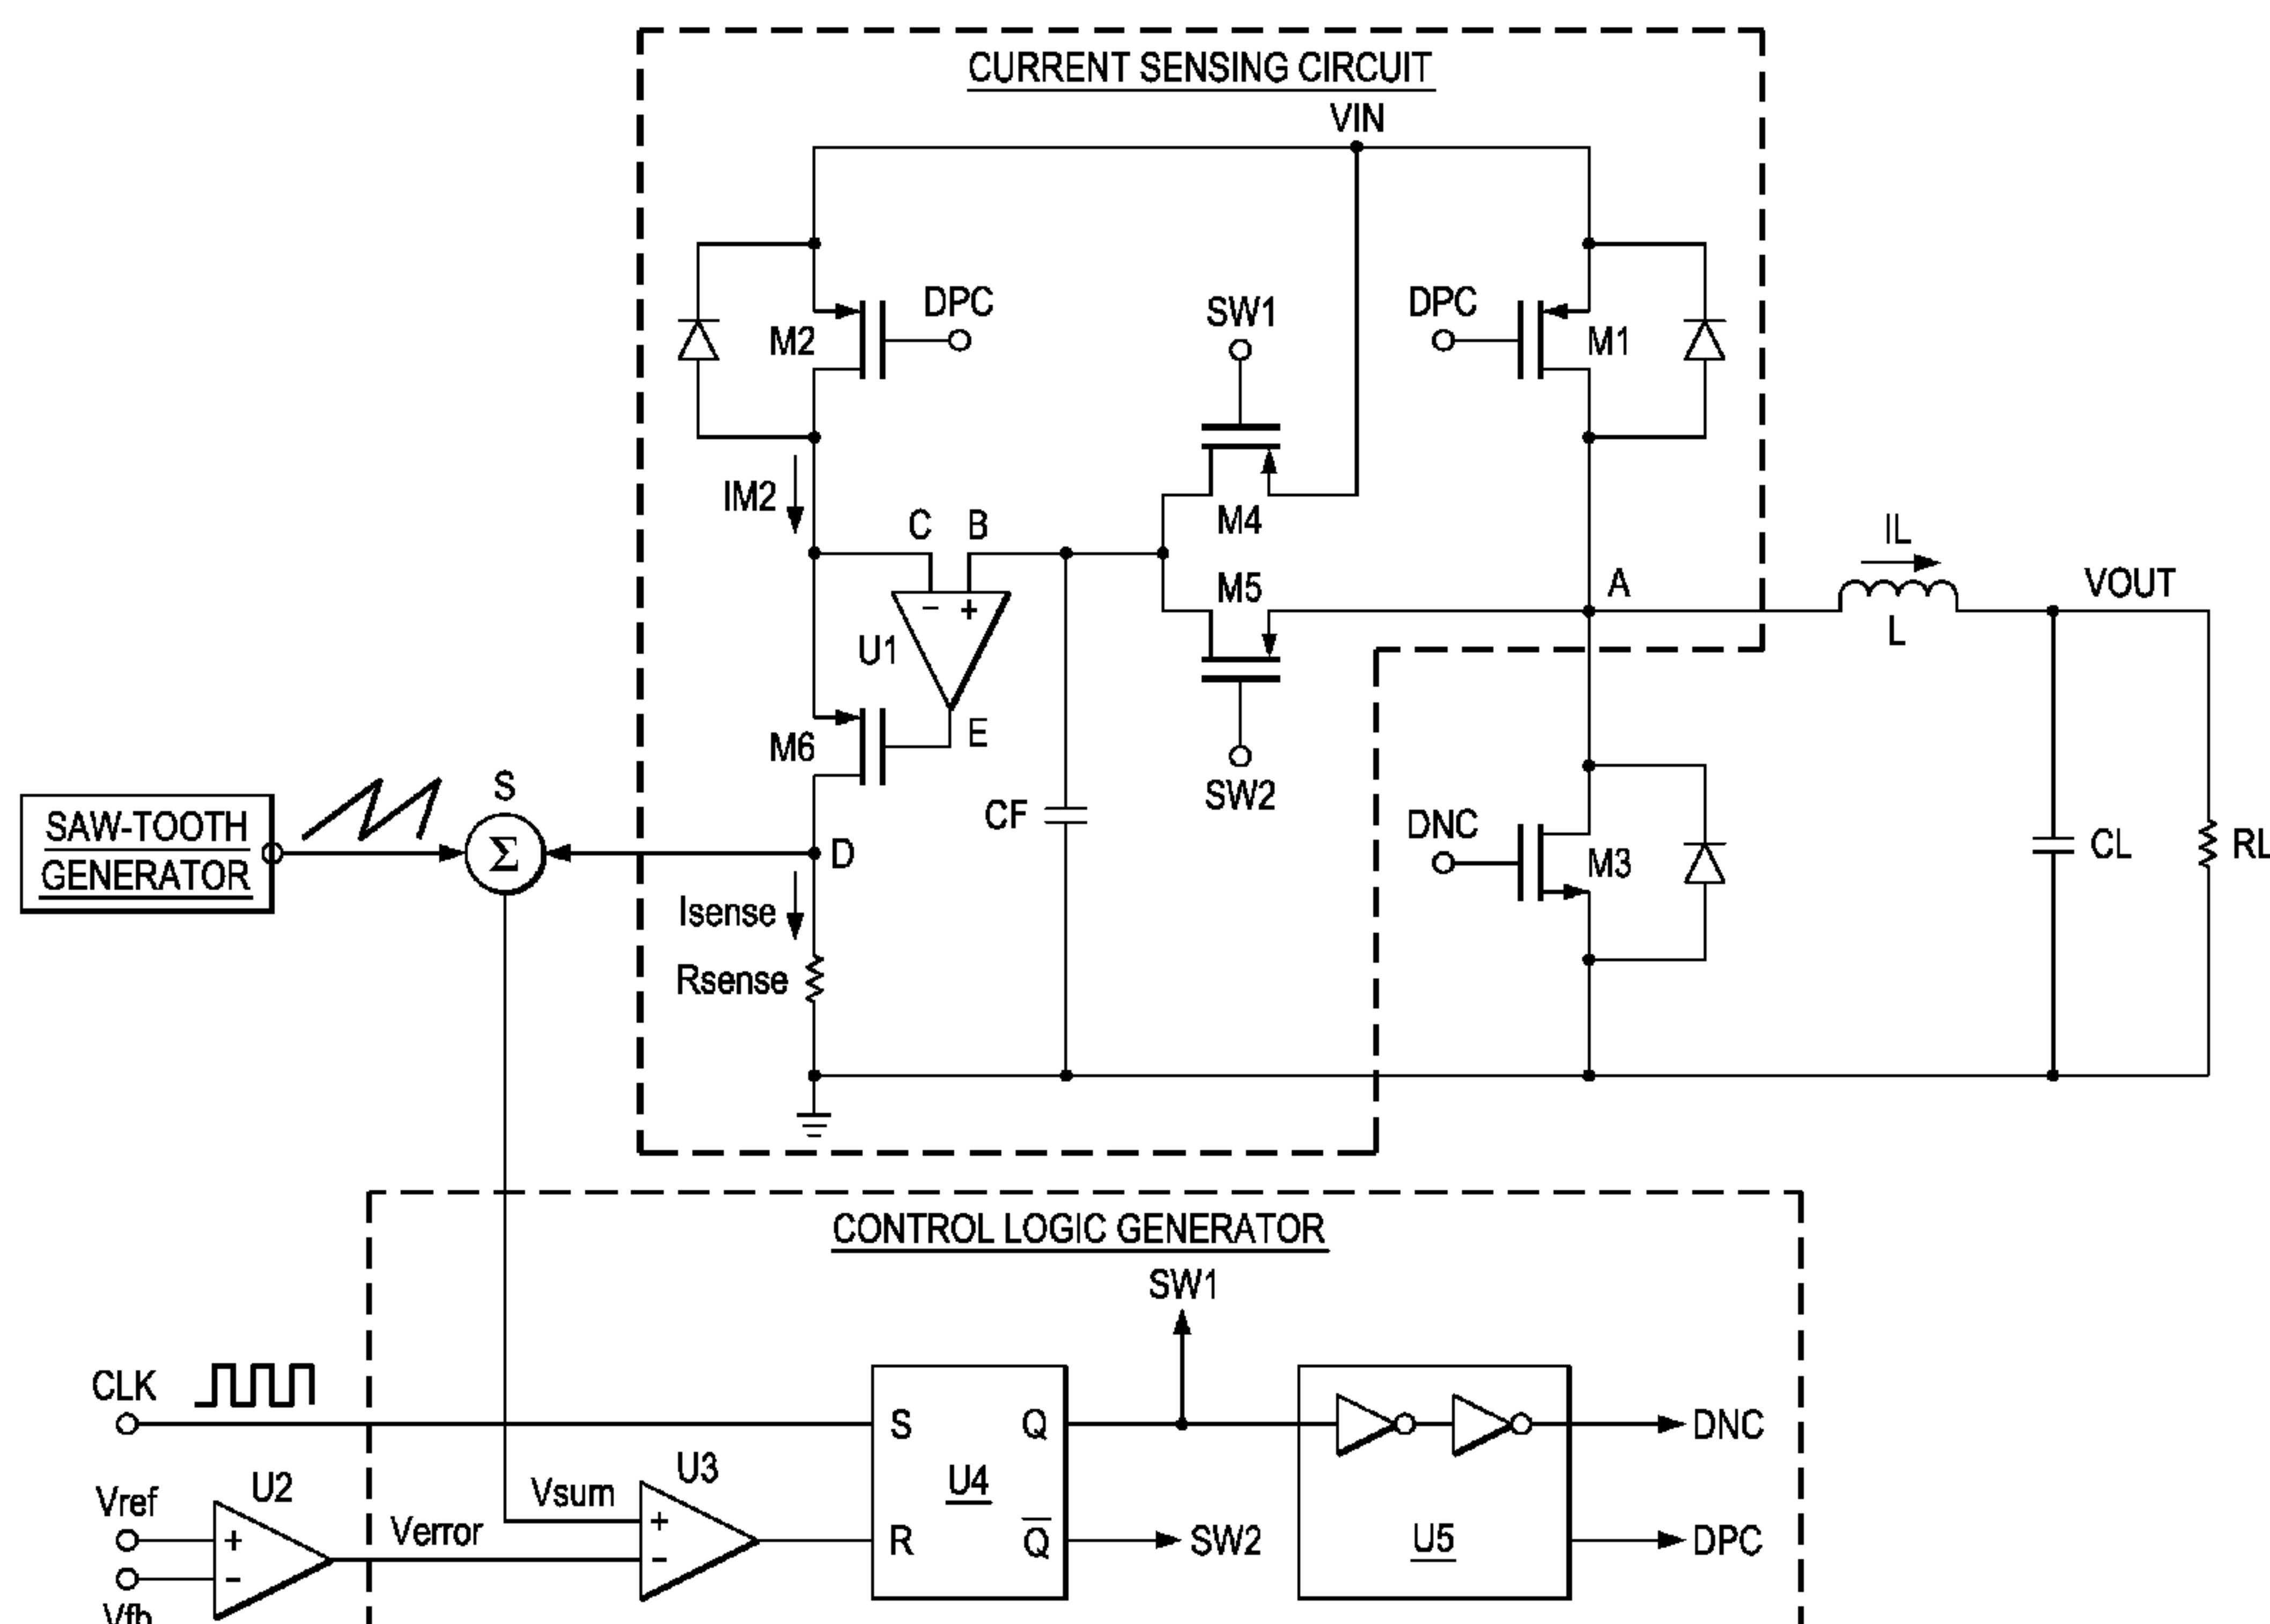 CURRENT SENSING CIRCUIT
VIN
M2
DPC
SW1
DPC
M1
IM2
C
B
M4
M5
A
IL
L
VOUT
-
+
U1
E
M6
SW2
S
SAW-TOOTH
GENERATOR
Σ
D
CF
DNC
M3
CL
RL
Isense
Rsense
CONTROL LOGIC GENERATOR
SW1
CLK
S
Q
U4
R
Q̅
SW2
U5
DNC
DPC
Vref
U2
+
-
Verror
Vsum
U3
+
-
Vfb